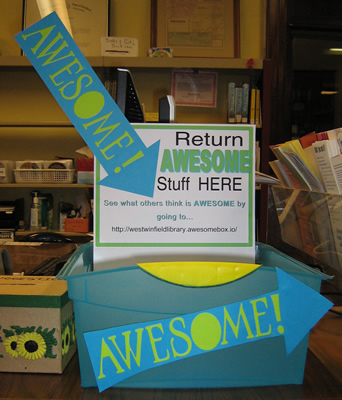 AWESOME!
Return
AWESOME
Stuff HERE
See what others think is AWESOME by
going to...
http://westwinfieldlibrary.awesomebox.io/
AWESOME!